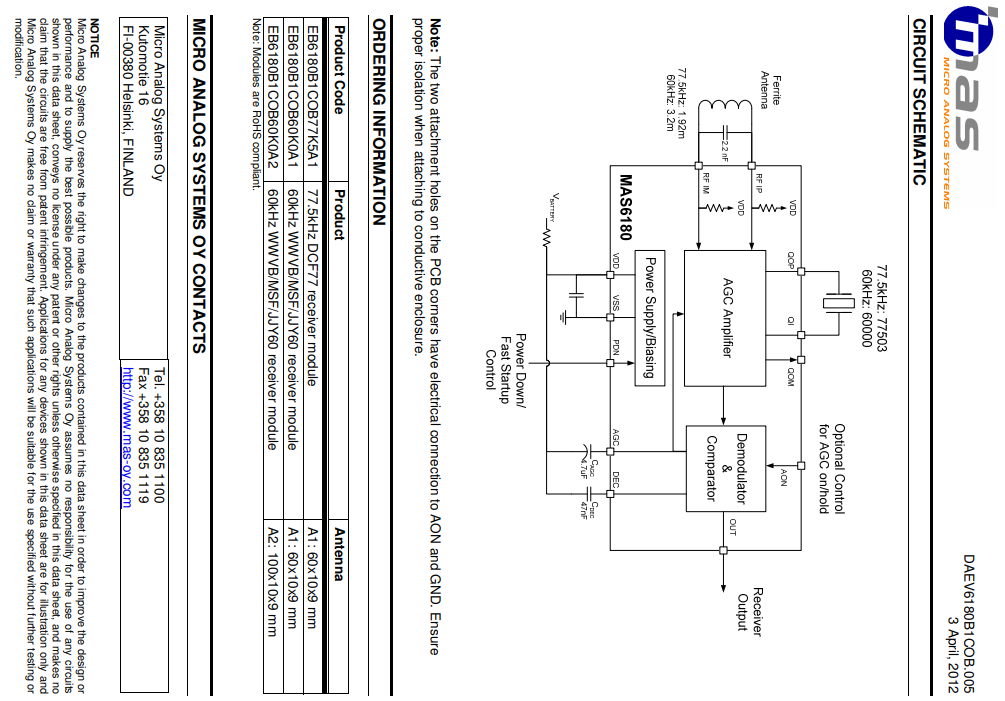 mas
MICRO ANALOG SYSTEMS
DAEV6180B1COB.005
3 April, 2012
CIRCUIT SCHEMATIC
77.5kHz: 77503
60kHz: 60000
Optional Control
for AGC on/hold
Ferrite
Antenna
77.5kHz: 1.92m
60kHz: 3.2m
2.2 nF
RF IP
RF IM
VDD
VDD
QOP
QI
QOM
AON
AGC Amplifier
Demodulator
&
Comparator
OUT
Receiver
Output
MAS6180
Power Supply/Biasing
VDD
VSS
PDN
AGC
DEC
VBATTERY
CAGC
4.7uF
CDEC
47nF
Power Down/
Fast Startup
Control
Note: The two attachment holes on the PCB corners have electrical connection to AON and GND. Ensure
proper isolation when attaching to conductive enclosure.
ORDERING INFORMATION
Product Code Product Antenna
EB6180B1COB77K5A1 77.5kHz DCF77 receiver module A1: 60x10x9 mm
EB6180B1COB60K0A1 60kHz WWVB/MSF/JJY60 receiver module A1: 60x10x9 mm
EB6180B1COB60K0A2 60kHz WWVB/MSF/JJY60 receiver module A2: 100x10x9 mm
Note: Modules are RoHS compliant.
MICRO ANALOG SYSTEMS OY CONTACTS
Micro Analog Systems Oy Tel. +358 10 835 1100
Kutomotie 16 Fax +358 10 835 1119
FI-00380 Helsinki, FINLAND http://www.mas-oy.com
NOTICE
Micro Analog Systems Oy reserves the right to make changes to the products contained in this data sheet in order to improve the design or
performance and to supply the best possible products. Micro Analog Systems Oy assumes no responsibility for the use of any circuits
shown in this data sheet, conveys no license under any patent or other rights unless otherwise specified in this data sheet, and makes no
claim that the circuits are free from patent infringement. Applications for any devices shown in this data sheet are for illustration only and
Micro Analog Systems Oy makes no claim or warranty that such applications will be suitable for the use specified without further testing or
modification.